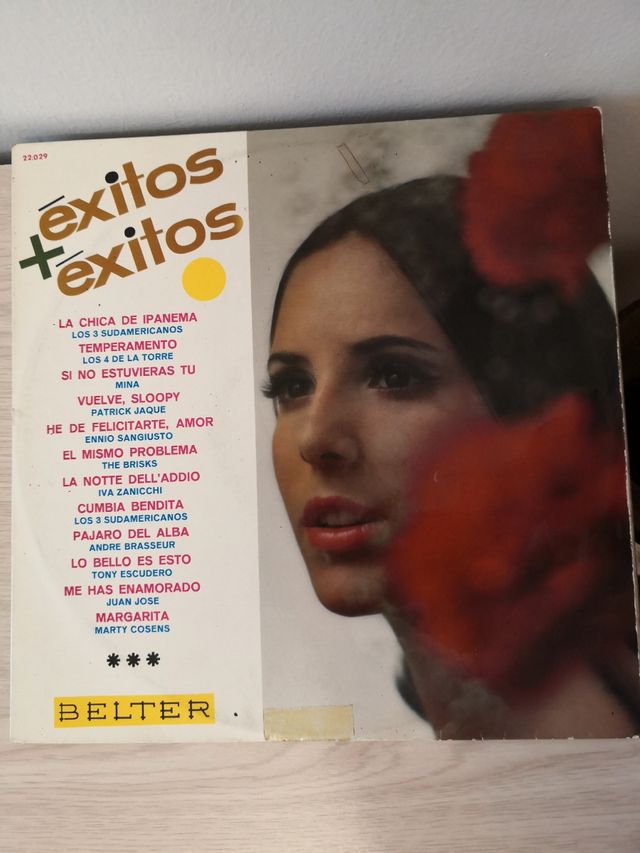 22.029
éxitos
+ éxitos
LA CHICA DE IPANEMA
LOS 3 SUDAMERICANOS
TEMPERAMENTO
LOS 4 DE LA TORRE
SI NO ESTUVIERAS TU
MINA
VUELVE, SLOOPY
PATRICK JAQUE
HE DE FELICITARTE, AMOR
ENNIO SANGIUSTO
EL MISMO PROBLEMA
THE BRISKS
LA NOTTE DELL'ADDIO
IVA ZANICCHI
CUMBIA BENDITA
LOS 3 SUDAMERICANOS
PAJARO DEL ALBA
ANDRE BRASSEUR
LO BELLO ES ESTO
TONY ESCUDERO
ME HAS ENAMORADO
JUAN JOSE
MARGARITA
MARTY COSENS
***
BELTER